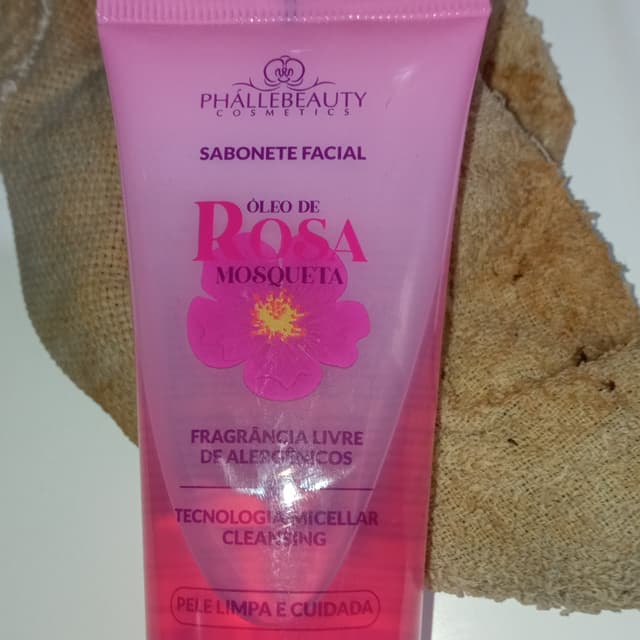 PHÁLLEBEAUTY
COSMETICS
SABONETE FACIAL
ÓLEO DE
ROSA
MOSQUETA
FRAGRÂNCIA LIVRE
DE ALERGÊNICOS
TECNOLOGIA MICELLAR
CLEANSING
PELE LIMPA E CUIDADA